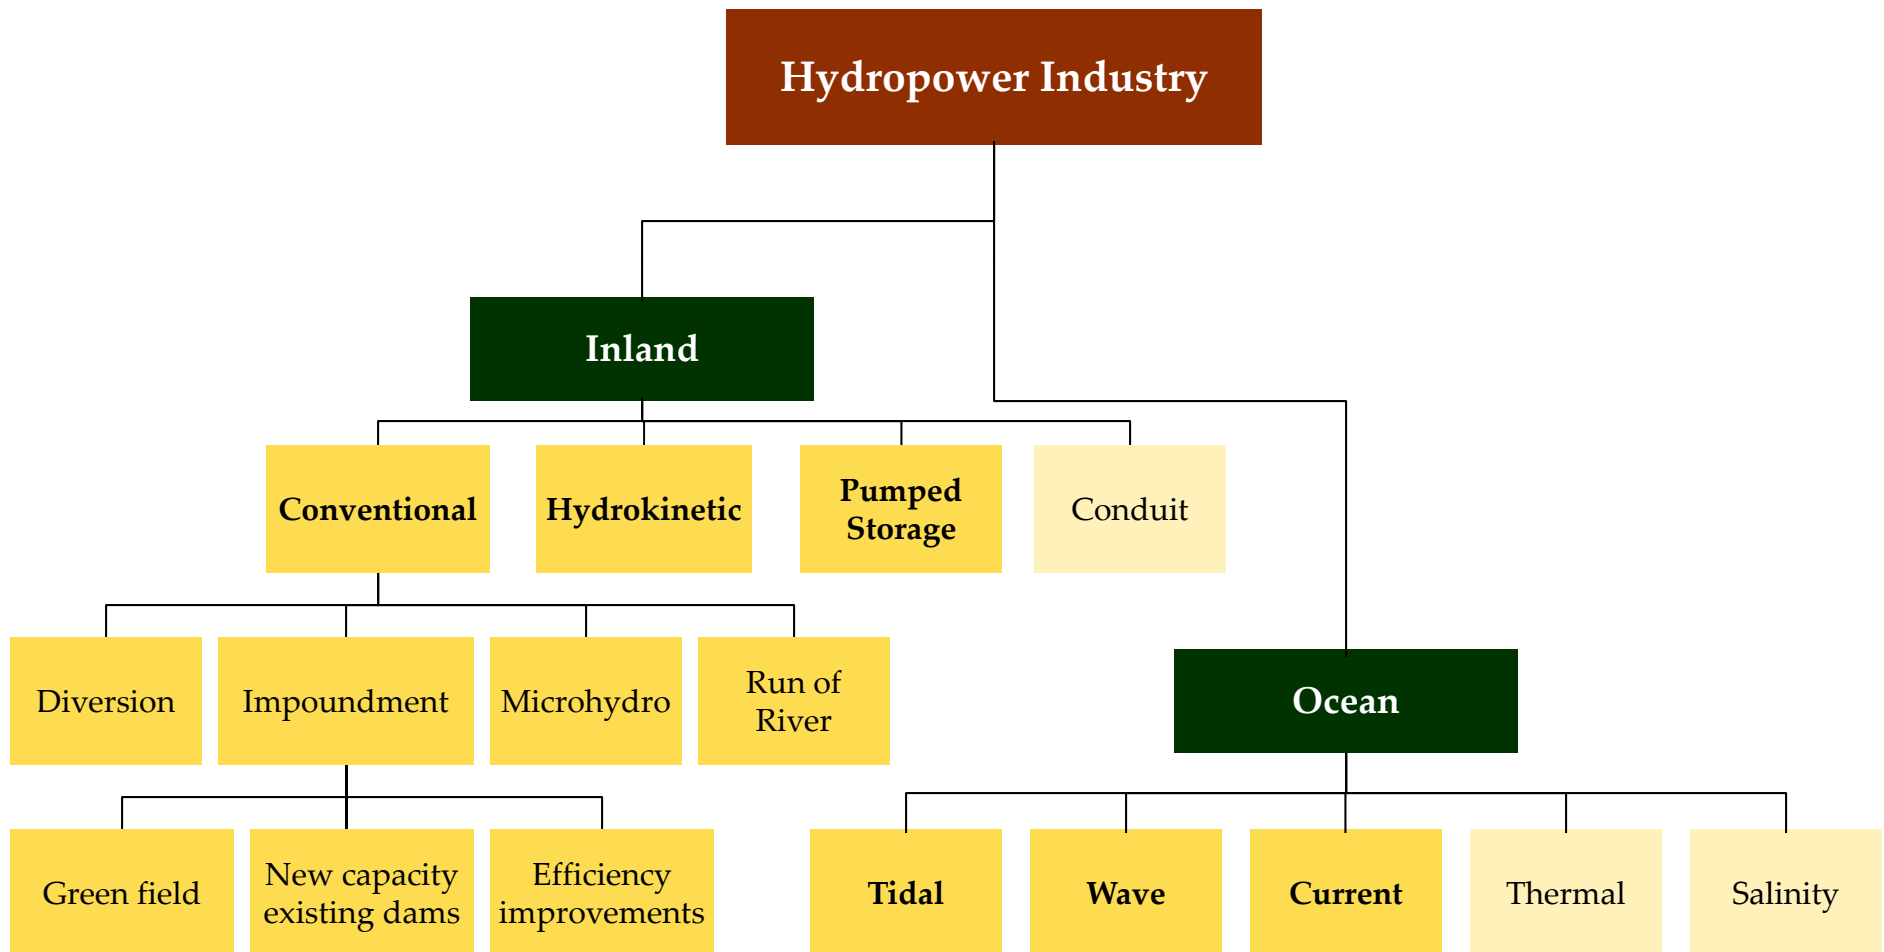 Hydropower Industry
Inland
Conventional
Hydrokinetic
Pumped
Storage
Conduit
Diversion
Impoundment
Microhydro
Run of
River
Ocean
Green field
New capacity
existing dams
Efficiency
improvements
Tidal
Wave
Current
Thermal
Salinity